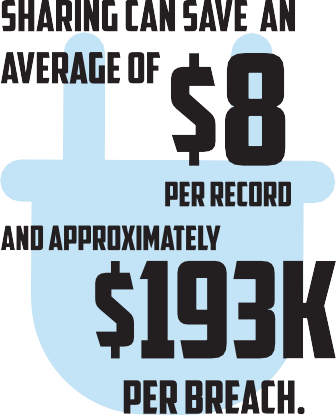 SHARING CAN SAVE AN
AVERAGE OF
$8
PER RECORD
AND APPROXIMATELY
$193K
PER BREACH.